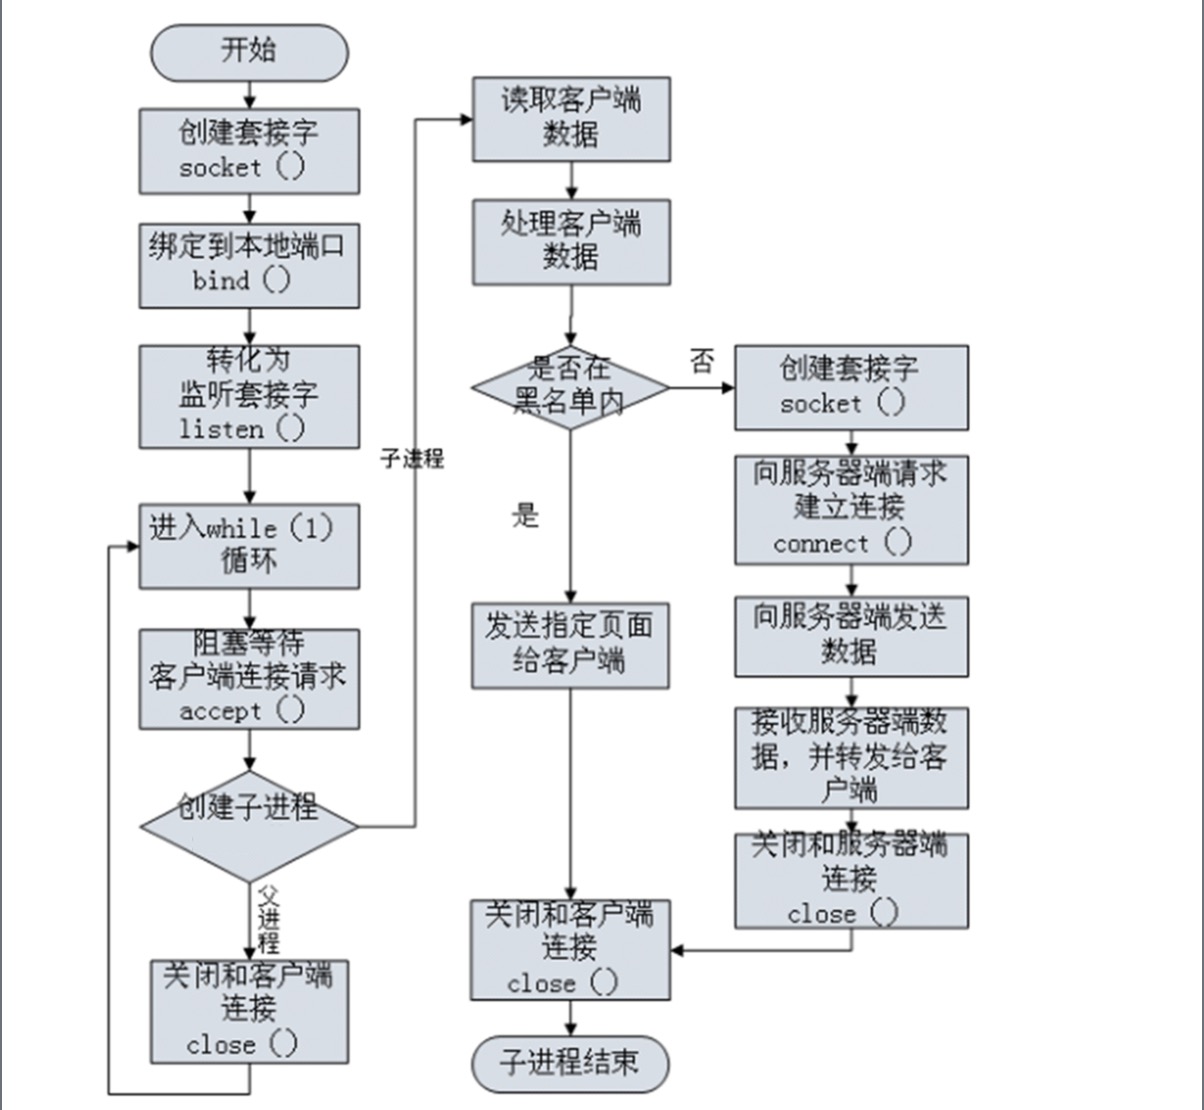 开始
创建套接字
socket（）
绑定到本地端口
bind（）
转化为
监听套接字
listen（）
进入while（1）
循环
阻塞等待
客户端连接请求
accept（）
创建子进程
父
进
程
关闭和客户端
连接
close（）
子进程
读取客户端
数据
处理客户端
数据
是否在
黑名单内
否
是
发送指定页面
给客户端
关闭和客户端
连接
close（）
子进程结束
创建套接字
socket（）
向服务器端请求
建立连接
connect（）
向服务器端发送
数据
接收服务器端数
据，并转发给客
户端
关闭和服务器端
连接
close（）